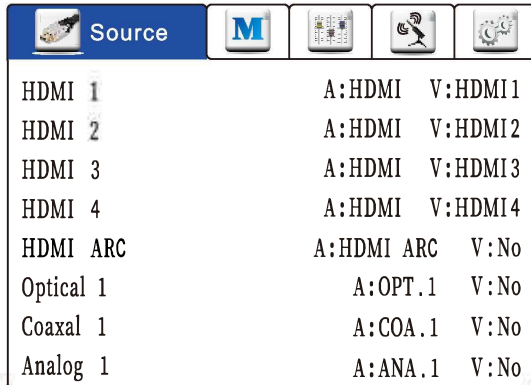 Source M
HDMI 1 A:HDMI V:HDMI1
HDMI 2 A:HDMI V:HDMI2
HDMI 3 A:HDMI V:HDMI3
HDMI 4 A:HDMI V:HDMI4
HDMI ARC A:HDMI ARC V:No
Optical 1 A:OPT.1 V:No
Coaxal 1 A:COA.1 V:No
Analog 1 A:ANA.1 V:No